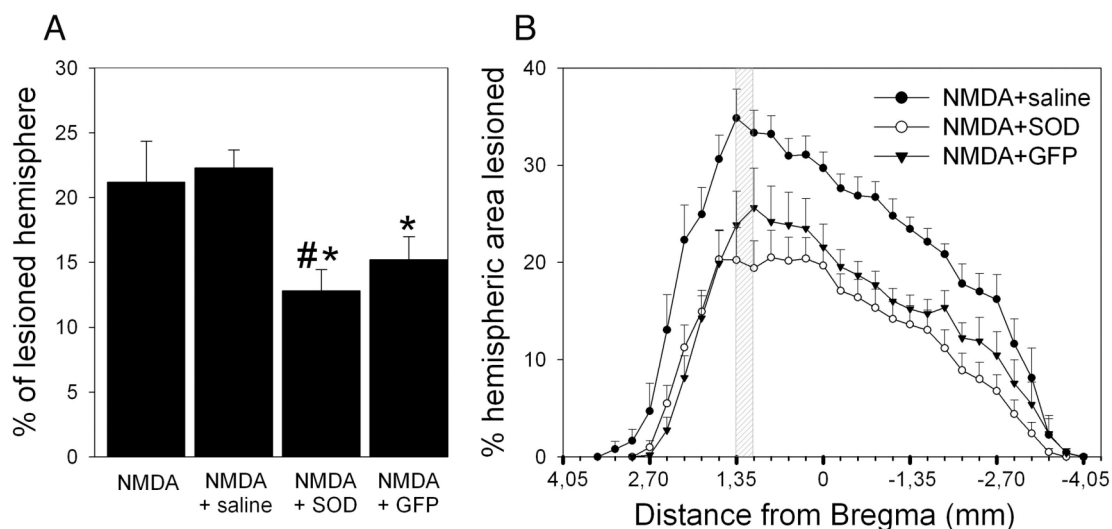 A
% of lesioned hemisphere
30
25
20
15
10
5
0
#*
*
NMDA
NMDA
+ saline
NMDA
+ SOD
NMDA
+ GFP
B
% hemispheric area lesioned
40
30
20
10
0
NMDA+saline
NMDA+SOD
NMDA+GFP
4,05
2,70
1,35
0
-1,35
-2,70
-4,05
Distance from Bregma (mm)